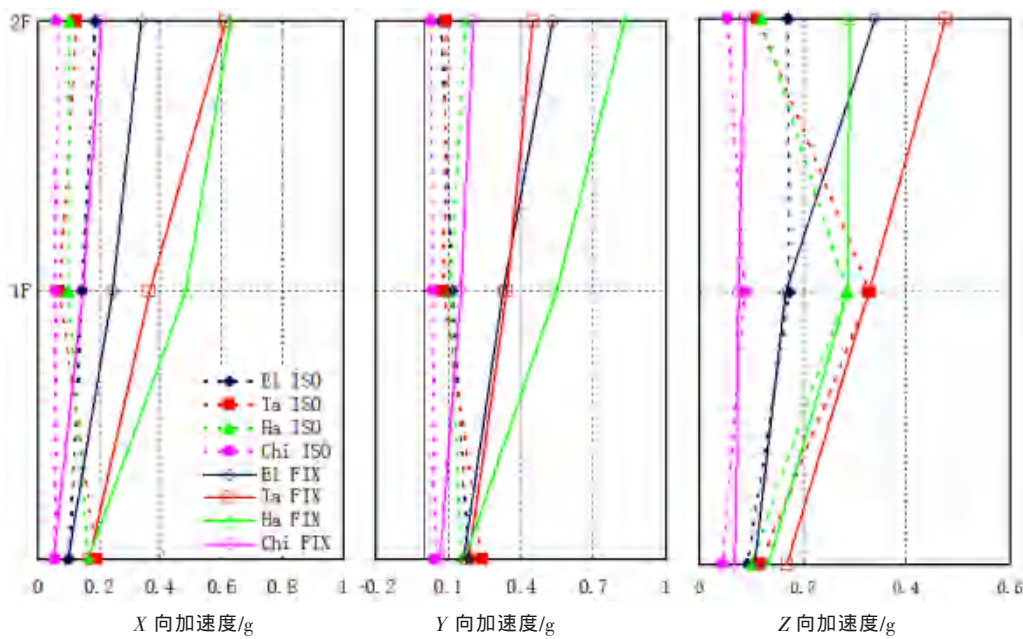 2F
1F
El ISO
Ta ISO
Ha ISO
Chi ISO
El FIX
Ta FIX
Ha FIX
Chi FIX
0 0.2 0.4 0.6 0.8 1
-0.2 0.1 0.4 0.7 1
0 0.2 0.4 0.6
X 向加速度/g
Y 向加速度/g
Z 向加速度/g